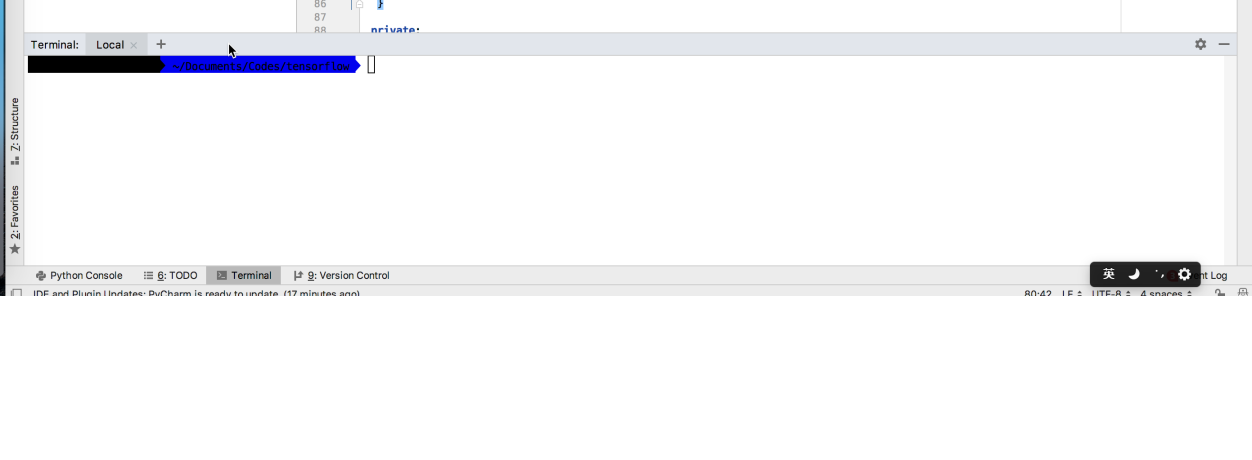 86 }
87
88 private:
Terminal: Local × +
~/Documents/Codes/tensorflow
Z: Structure
2: Favorites
Python Console 6: TODO Terminal 9: Version Control 英 nt Log
IDE and Plugin Updates: PyCharm is ready to update. (17 minutes ago) 80:42 LF UTF-8 4 spaces